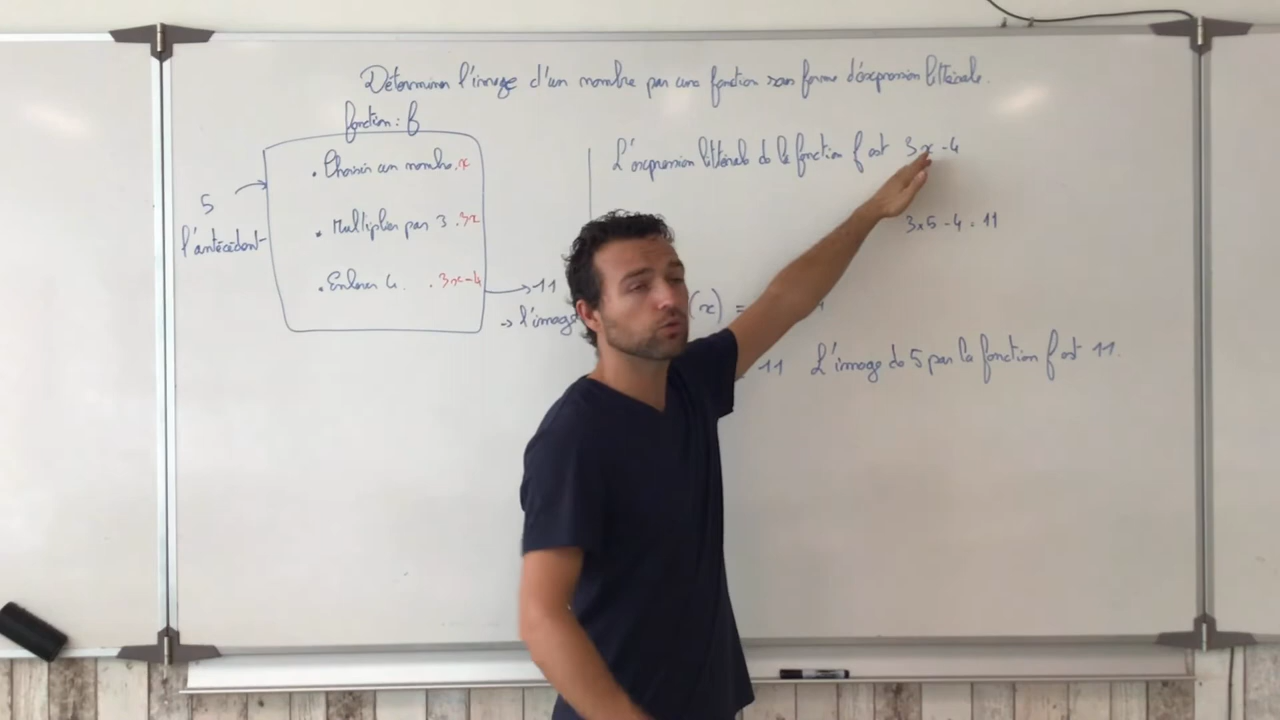 Déterminer l'image d'un nombre par une fonction sous forme d'expression littérale.
fonction : f
. Choisir un nombre. x
. Multiplier par 3 . 3x
. Enlever 4. . 3x-4
5
l'antécédent
→ 11
→ l'image
L'expression littérale de la fonction f est 3x-4
3x5-4 = 11
(x) =
11 L'image de 5 par la fonction f est 11.